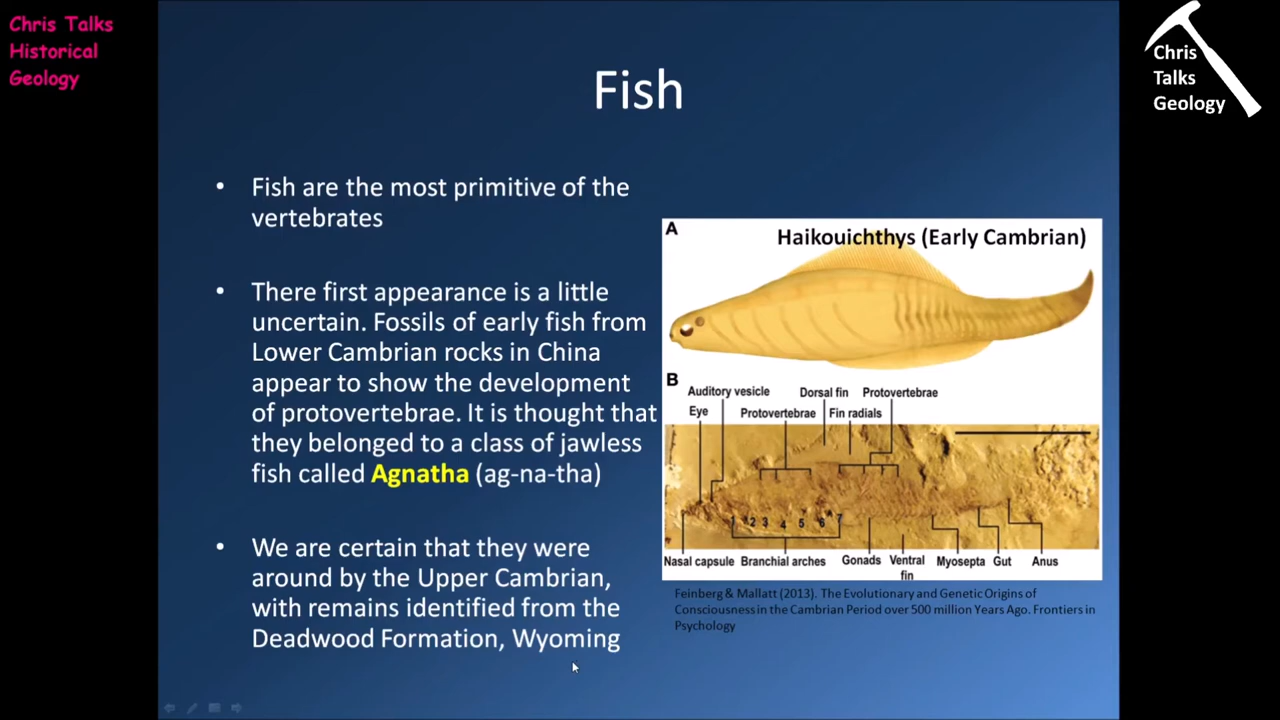 Chris Talks
Historical
Geology
Chris
Talks
Geology
Fish
• Fish are the most primitive of the
vertebrates
• There first appearance is a little
uncertain. Fossils of early fish from
Lower Cambrian rocks in China
appear to show the development
of protovertebrae. It is thought that
they belonged to a class of jawless
fish called Agnatha (ag-na-tha)
• We are certain that they were
around by the Upper Cambrian,
with remains identified from the
Deadwood Formation, Wyoming
A
Haikouichthys (Early Cambrian)
B
Auditory vesicle Dorsal fin Protovertebrae
Eye Protovertebrae Fin radials
1 2 3 4 5 6 7
Nasal capsule Branchial arches Gonads Ventral Myosepta Gut Anus
fin
Feinberg & Mallatt (2013). The Evolutionary and Genetic Origins of
Consciousness in the Cambrian Period over 500 million Years Ago. Frontiers in
Psychology